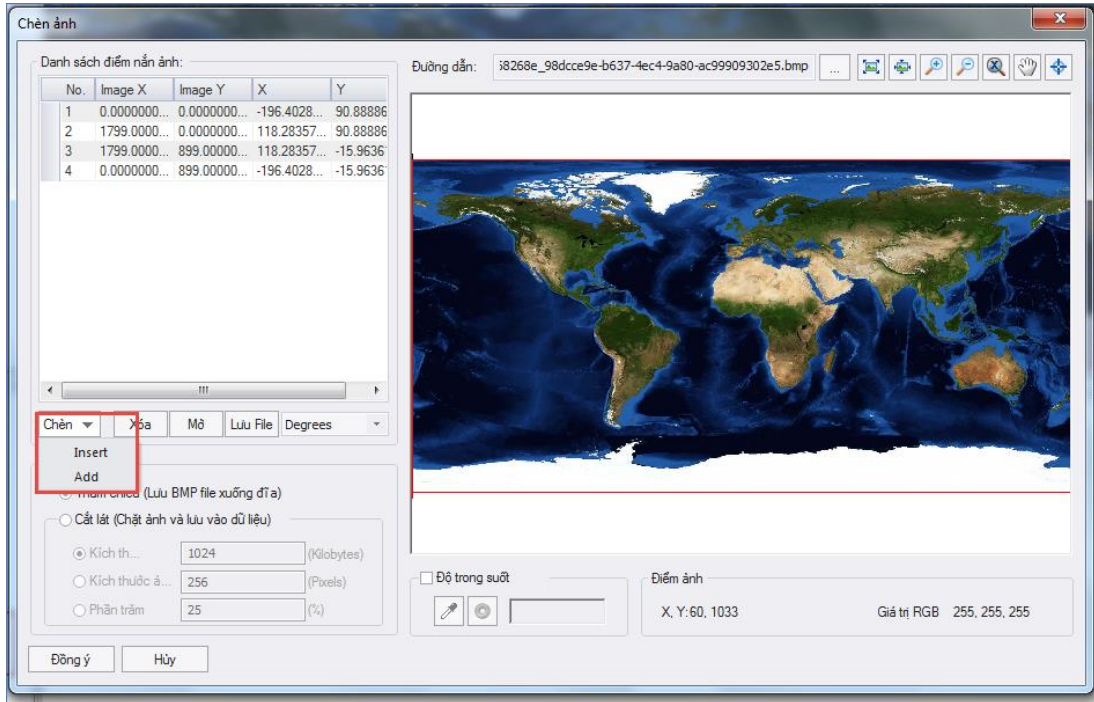 Chèn ảnh
Danh sách điểm nắn ảnh:
Đường dẫn: i8268e_98dcce9e-b637-4ec4-9a80-ac99909302e5.bmp ...
No. Image X Image Y X Y
1 0.0000000... 0.0000000... -196.4028... 90.88886
2 1799.0000... 0.0000000... 118.28357... 90.88886
3 1799.0000... 899.00000... 118.28357... -15.9636
4 0.0000000... 899.00000... -196.4028... -15.9636
Chèn Xóa Mở Lưu File Degrees
Insert
Add
(Lưu BMP file xuống đĩa)
Cắt lát (Chặt ảnh và lưu vào dữ liệu)
Kích th... 1024 (Kilobytes)
Kích thước ả... 256 (Pixels)
Phần trăm 25 (%)
Độ trong suốt
Điểm ảnh
X, Y:60, 1033 Giá trị RGB 255, 255, 255
Đồng ý Hủy